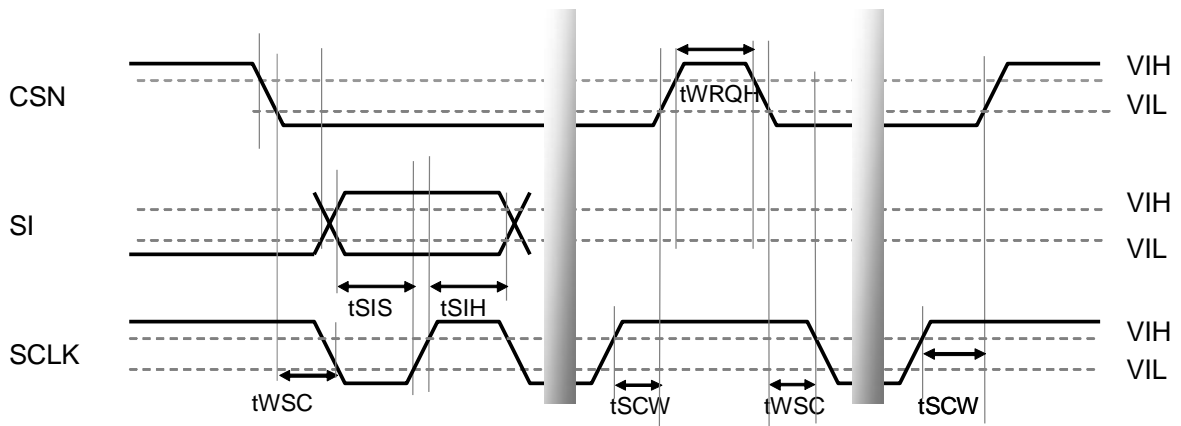 VIH
CSN
tWRQH
VIL
VIH
SI
VIL
tSIS
tSIH
VIH
SCLK
VIL
tWSC
tSCW
tWSC
tSCW